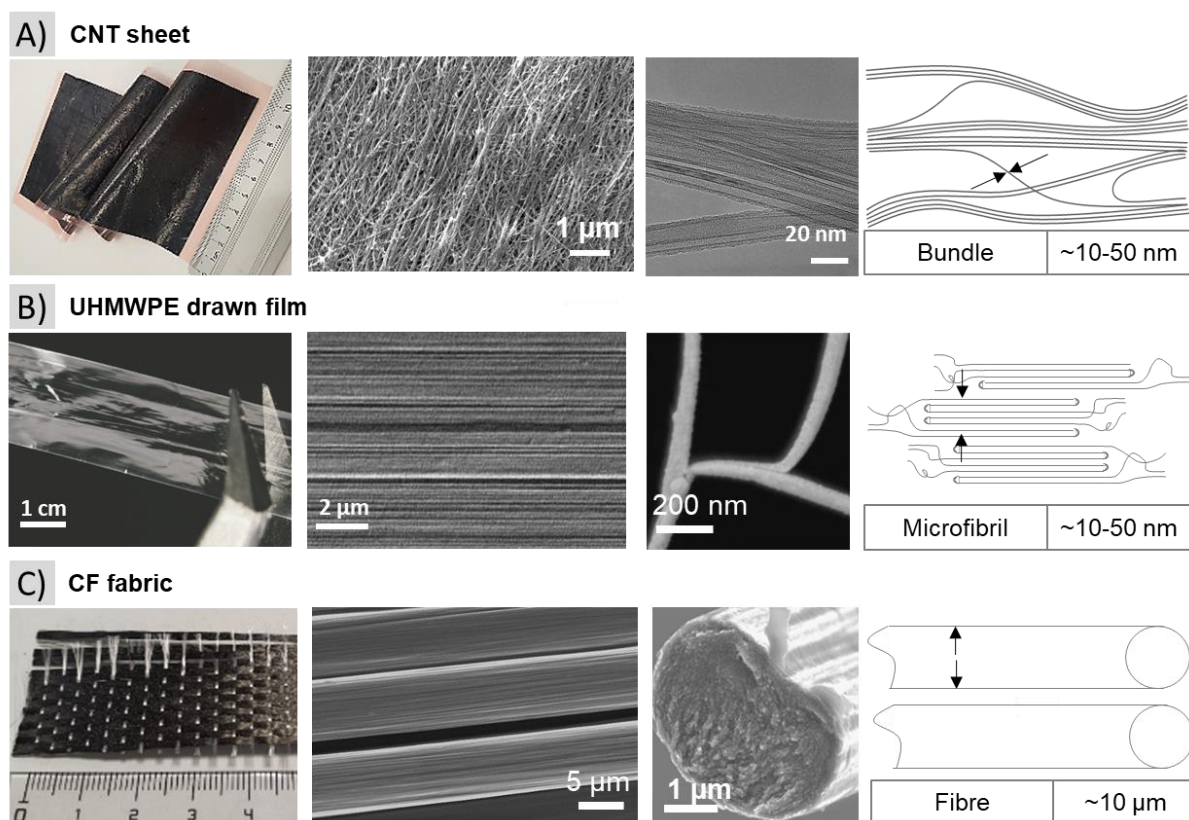 A) CNT sheet
1 µm
20 nm
Bundle ~10-50 nm
B) UHMWPE drawn film
1 cm
2 µm
200 nm
Microfibril ~10-50 nm
C) CF fabric
0 1 2 3 4
5 µm
1 µm
Fibre ~10 µm